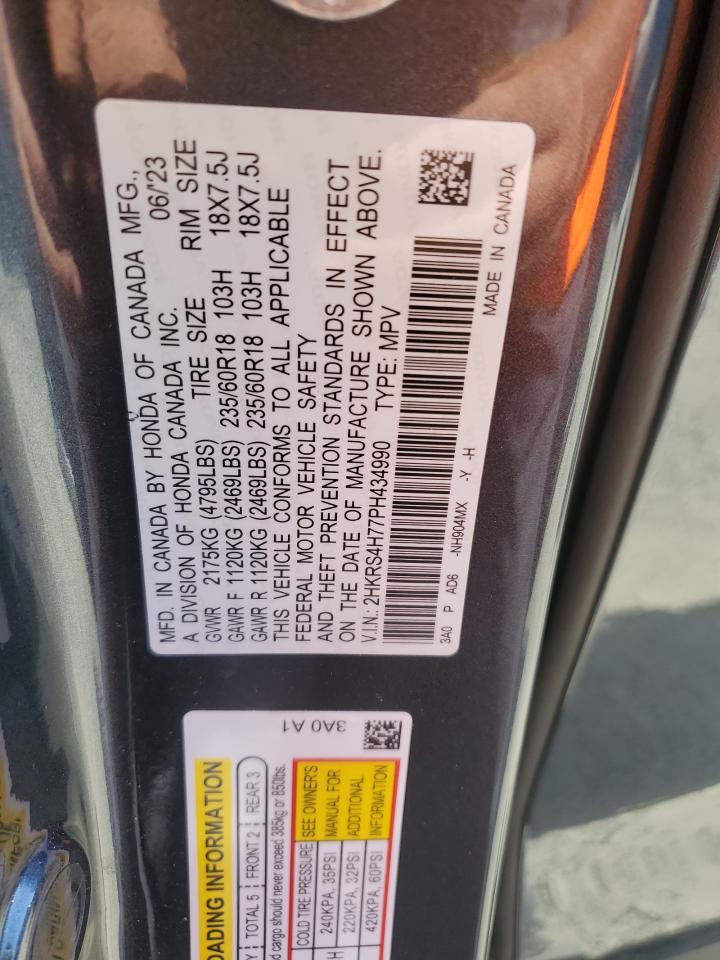 MFD. IN CANADA BY HONDA OF CANADA MFG.,
A DIVISION OF HONDA CANADA INC. 06/'23
GVWR 2175KG (4795LBS) TIRE SIZE RIM SIZE
GAWR F 1120KG (2469LBS) 235/60R18 103H 18X7.5J
GAWR R 1120KG (2469LBS) 235/60R18 103H 18X7.5J
THIS VEHICLE CONFORMS TO ALL APPLICABLE
FEDERAL MOTOR VEHICLE SAFETY
AND THEFT PREVENTION STANDARDS IN EFFECT
ON THE DATE OF MANUFACTURE SHOWN ABOVE.
V.I.N.: 2HKRS4H77PH434990 TYPE: MPV
3A0 P AD6 -NH904MX -Y -H
MADE IN CANADA
OADING INFORMATION
3A0 A1
Y TOTAL 5 FRONT 2 REAR 3
d cargo should never exceed 385kg or 850lbs.
COLD TIRE PRESSURE SEE OWNER'S
240KPA, 35PSI MANUAL FOR
H 220KPA, 32PSI ADDITIONAL
420KPA, 60PSI INFORMATION